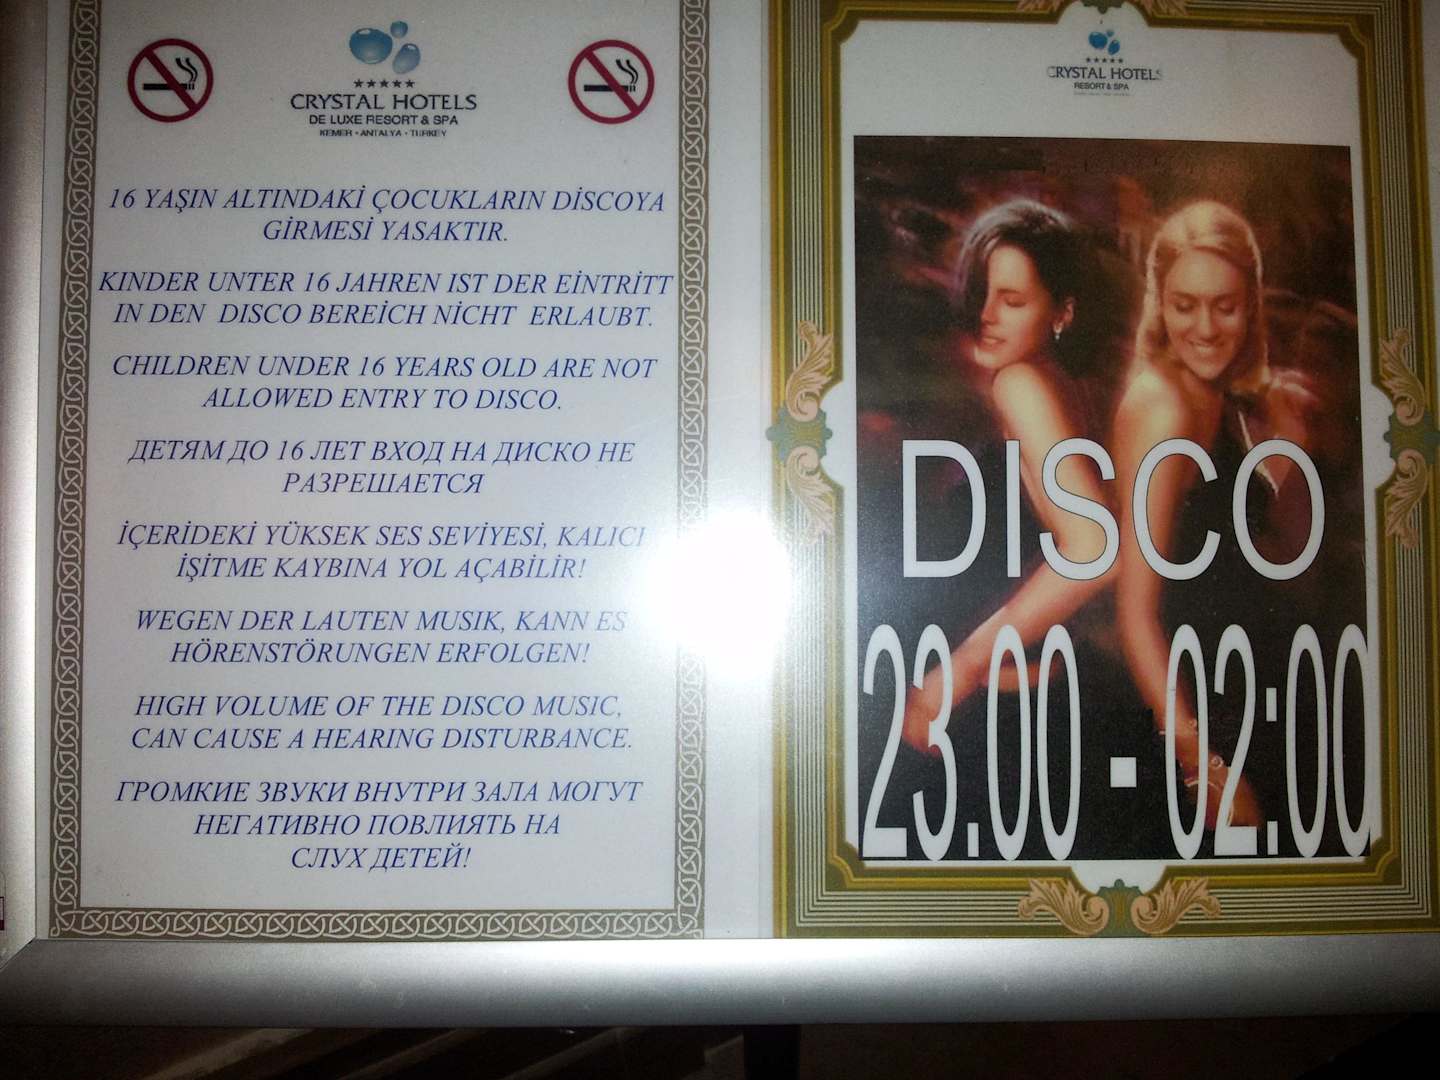 CRYSTAL HOTELS
DE LUXE RESORT & SPA
KEMER • ANTALYA • TURKEY
16 YAŞIN ALTINDAKİ ÇOCUKLARIN DİSCOYA
GİRMESİ YASAKTIR.
KINDER UNTER 16 JAHREN IST DER EİNTRİTT
IN DEN DISCO BEREİCH NİCHT ERLAUBT.
CHILDREN UNDER 16 YEARS OLD ARE NOT
ALLOWED ENTRY TO DISCO.
ДЕТЯМ ДО 16 ЛЕТ ВХОД НА ДИСКО НЕ
РАЗРЕШАЕТСЯ
İÇERİDEKİ YÜKSEK SES SEVİYESİ, KALICI
İŞİTME KAYBINA YOL AÇABİLİR!
WEGEN DER LAUTEN MUSIK, KANN ES
HÖRENSTÖRUNGEN ERFOLGEN!
HIGH VOLUME OF THE DISCO MUSIC,
CAN CAUSE A HEARING DISTURBANCE.
ГРОМКИЕ ЗВУКИ ВНУТРИ ЗАЛА МОГУТ
НЕГАТИВНО ПОВЛИЯТЬ НА
СЛУХ ДЕТЕЙ!
CRYSTAL HOTELS
RESORT & SPA
DISCO
23.00 - 02:00